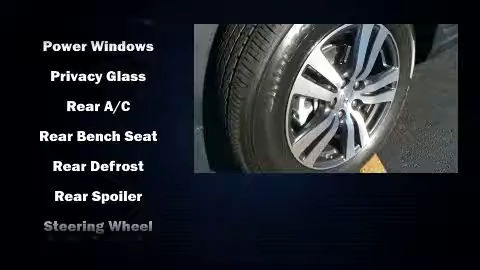 Power Windows
Privacy Glass
Rear A/C
Rear Bench Seat
Rear Defrost
Rear Spoiler
Steering Wheel